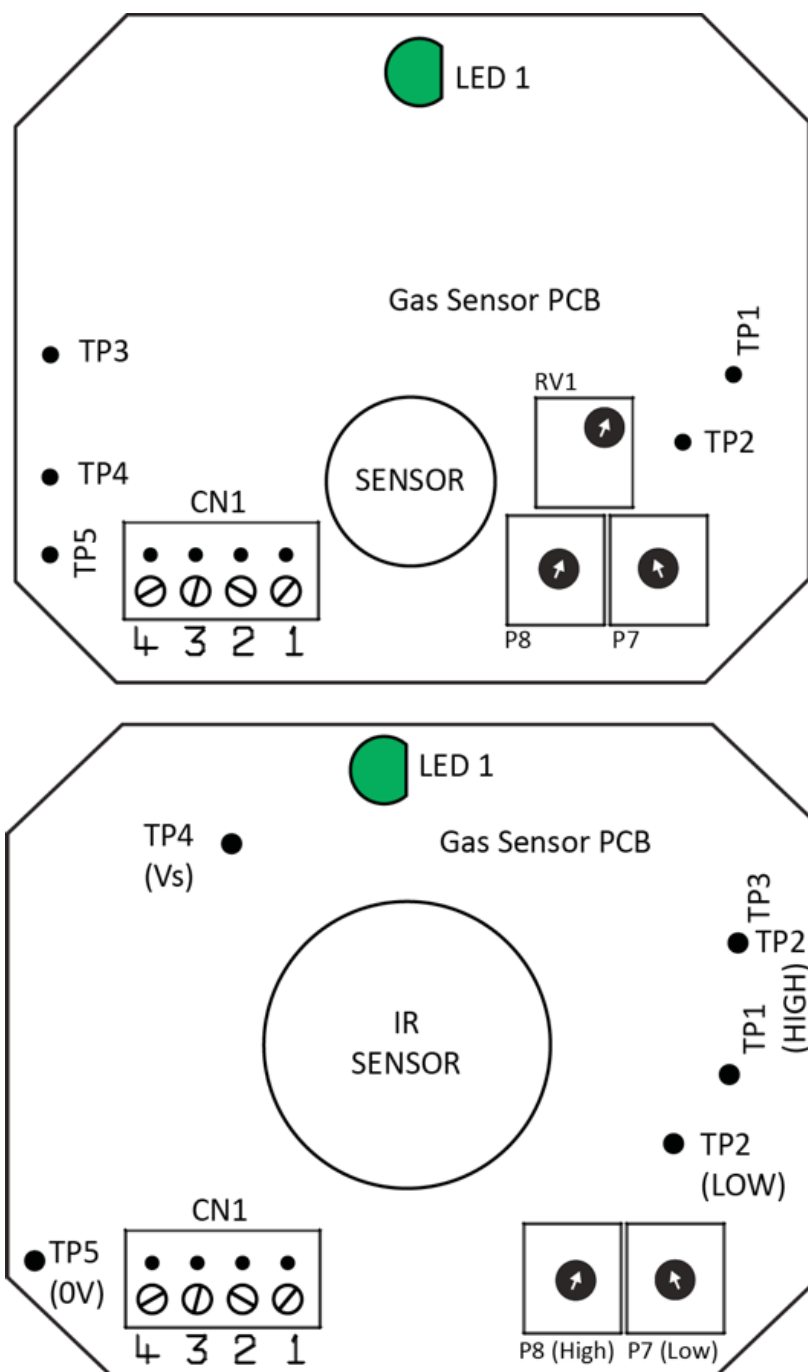 LED 1
Gas Sensor PCB
TP1
TP3
RV1
TP2
TP4
SENSOR
CN1
TP5
4 3 2 1
P8
P7
LED 1
TP4
(Vs)
Gas Sensor PCB
TP3
TP2
(HIGH)
IR
SENSOR
TP1
TP2
(LOW)
CN1
TP5
(0V)
4 3 2 1
P8 (High)
P7 (Low)